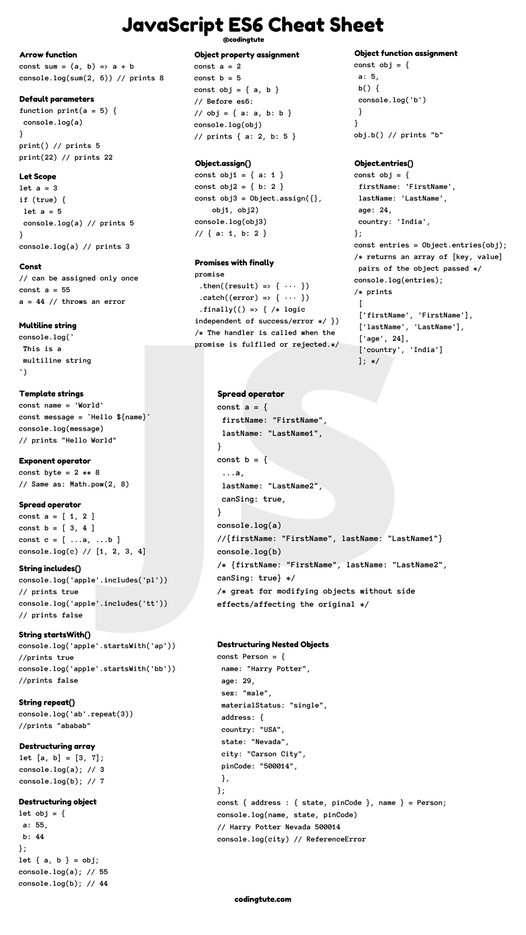 JavaScript ES6 Cheat Sheet
@codingtute
Arrow function
const sum = (a, b) => a + b
console.log(sum(2, 6)) // prints 8
Default parameters
function print(a = 5) {
console.log(a)
}
print() // prints 5
print(22) // prints 22
Let Scope
let a = 3
if (true) {
let a = 5
console.log(a) // prints 5
}
console.log(a) // prints 3
Const
// can be assigned only once
const a = 55
a = 44 // throws an error
Multiline string
console.log(`
This is a
multiline string
`)
Template strings
const name = 'World'
const message = `Hello ${name}`
console.log(message)
// prints "Hello World"
Exponent operator
const byte = 2 ** 8
// Same as: Math.pow(2, 8)
Spread operator
const a = [ 1, 2 ]
const b = [ 3, 4 ]
const c = [ ...a, ...b ]
console.log(c) // [1, 2, 3, 4]
String includes()
console.log('apple'.includes('pl'))
// prints true
console.log('apple'.includes('tt'))
// prints false
String startsWith()
console.log('apple'.startsWith('ap'))
//prints true
console.log('apple'.startsWith('bb'))
//prints false
String repeat()
console.log('ab'.repeat(3))
//prints "ababab"
Destructuring array
let [a, b] = [3, 7];
console.log(a); // 3
console.log(b); // 7
Destructuring object
let obj = {
a: 55,
b: 44
};
let { a, b } = obj;
console.log(a); // 55
console.log(b); // 44
Object property assignment
const a = 2
const b = 5
const obj = { a, b }
// Before es6:
// obj = { a: a, b: b }
console.log(obj)
// prints { a: 2, b: 5 }
Object.assign()
const obj1 = { a: 1 }
const obj2 = { b: 2 }
const obj3 = Object.assign({},
obj1, obj2)
console.log(obj3)
// { a: 1, b: 2 }
Promises with finally
promise
.then((result) => { ··· })
.catch((error) => { ··· })
.finally(() => { /* logic
independent of success/error */ })
/* The handler is called when the
promise is fulflled or rejected.*/
Object function assignment
const obj = {
a: 5,
b() {
console.log('b')
}
}
obj.b() // prints "b"
Object.entries()
const obj = {
firstName: 'FirstName',
lastName: 'LastName',
age: 24,
country: 'India',
};
const entries = Object.entries(obj);
/* returns an array of [key, value]
pairs of the object passed */
console.log(entries);
/* prints
[
['firstName', 'FirstName'],
['lastName', 'LastName'],
['age', 24],
['country', 'India']
]; */
Spread operator
const a = {
firstName: "FirstName",
lastName: "LastName1",
}
const b = {
...a,
lastName: "LastName2",
canSing: true,
}
console.log(a)
//{firstName: "FirstName", lastName: "LastName1"}
console.log(b)
/* {firstName: "FirstName", lastName: "LastName2",
canSing: true} */
/* great for modifying objects without side
effects/affecting the original */
Destructuring Nested Objects
const Person = {
name: "Harry Potter",
age: 29,
sex: "male",
materialStatus: "single",
address: {
country: "USA",
state: "Nevada",
city: "Carson City",
pinCode: "500014",
},
};
const { address : { state, pinCode }, name } = Person;
console.log(name, state, pinCode)
// Harry Potter Nevada 500014
console.log(city) // ReferenceError
JS
codingtute.com